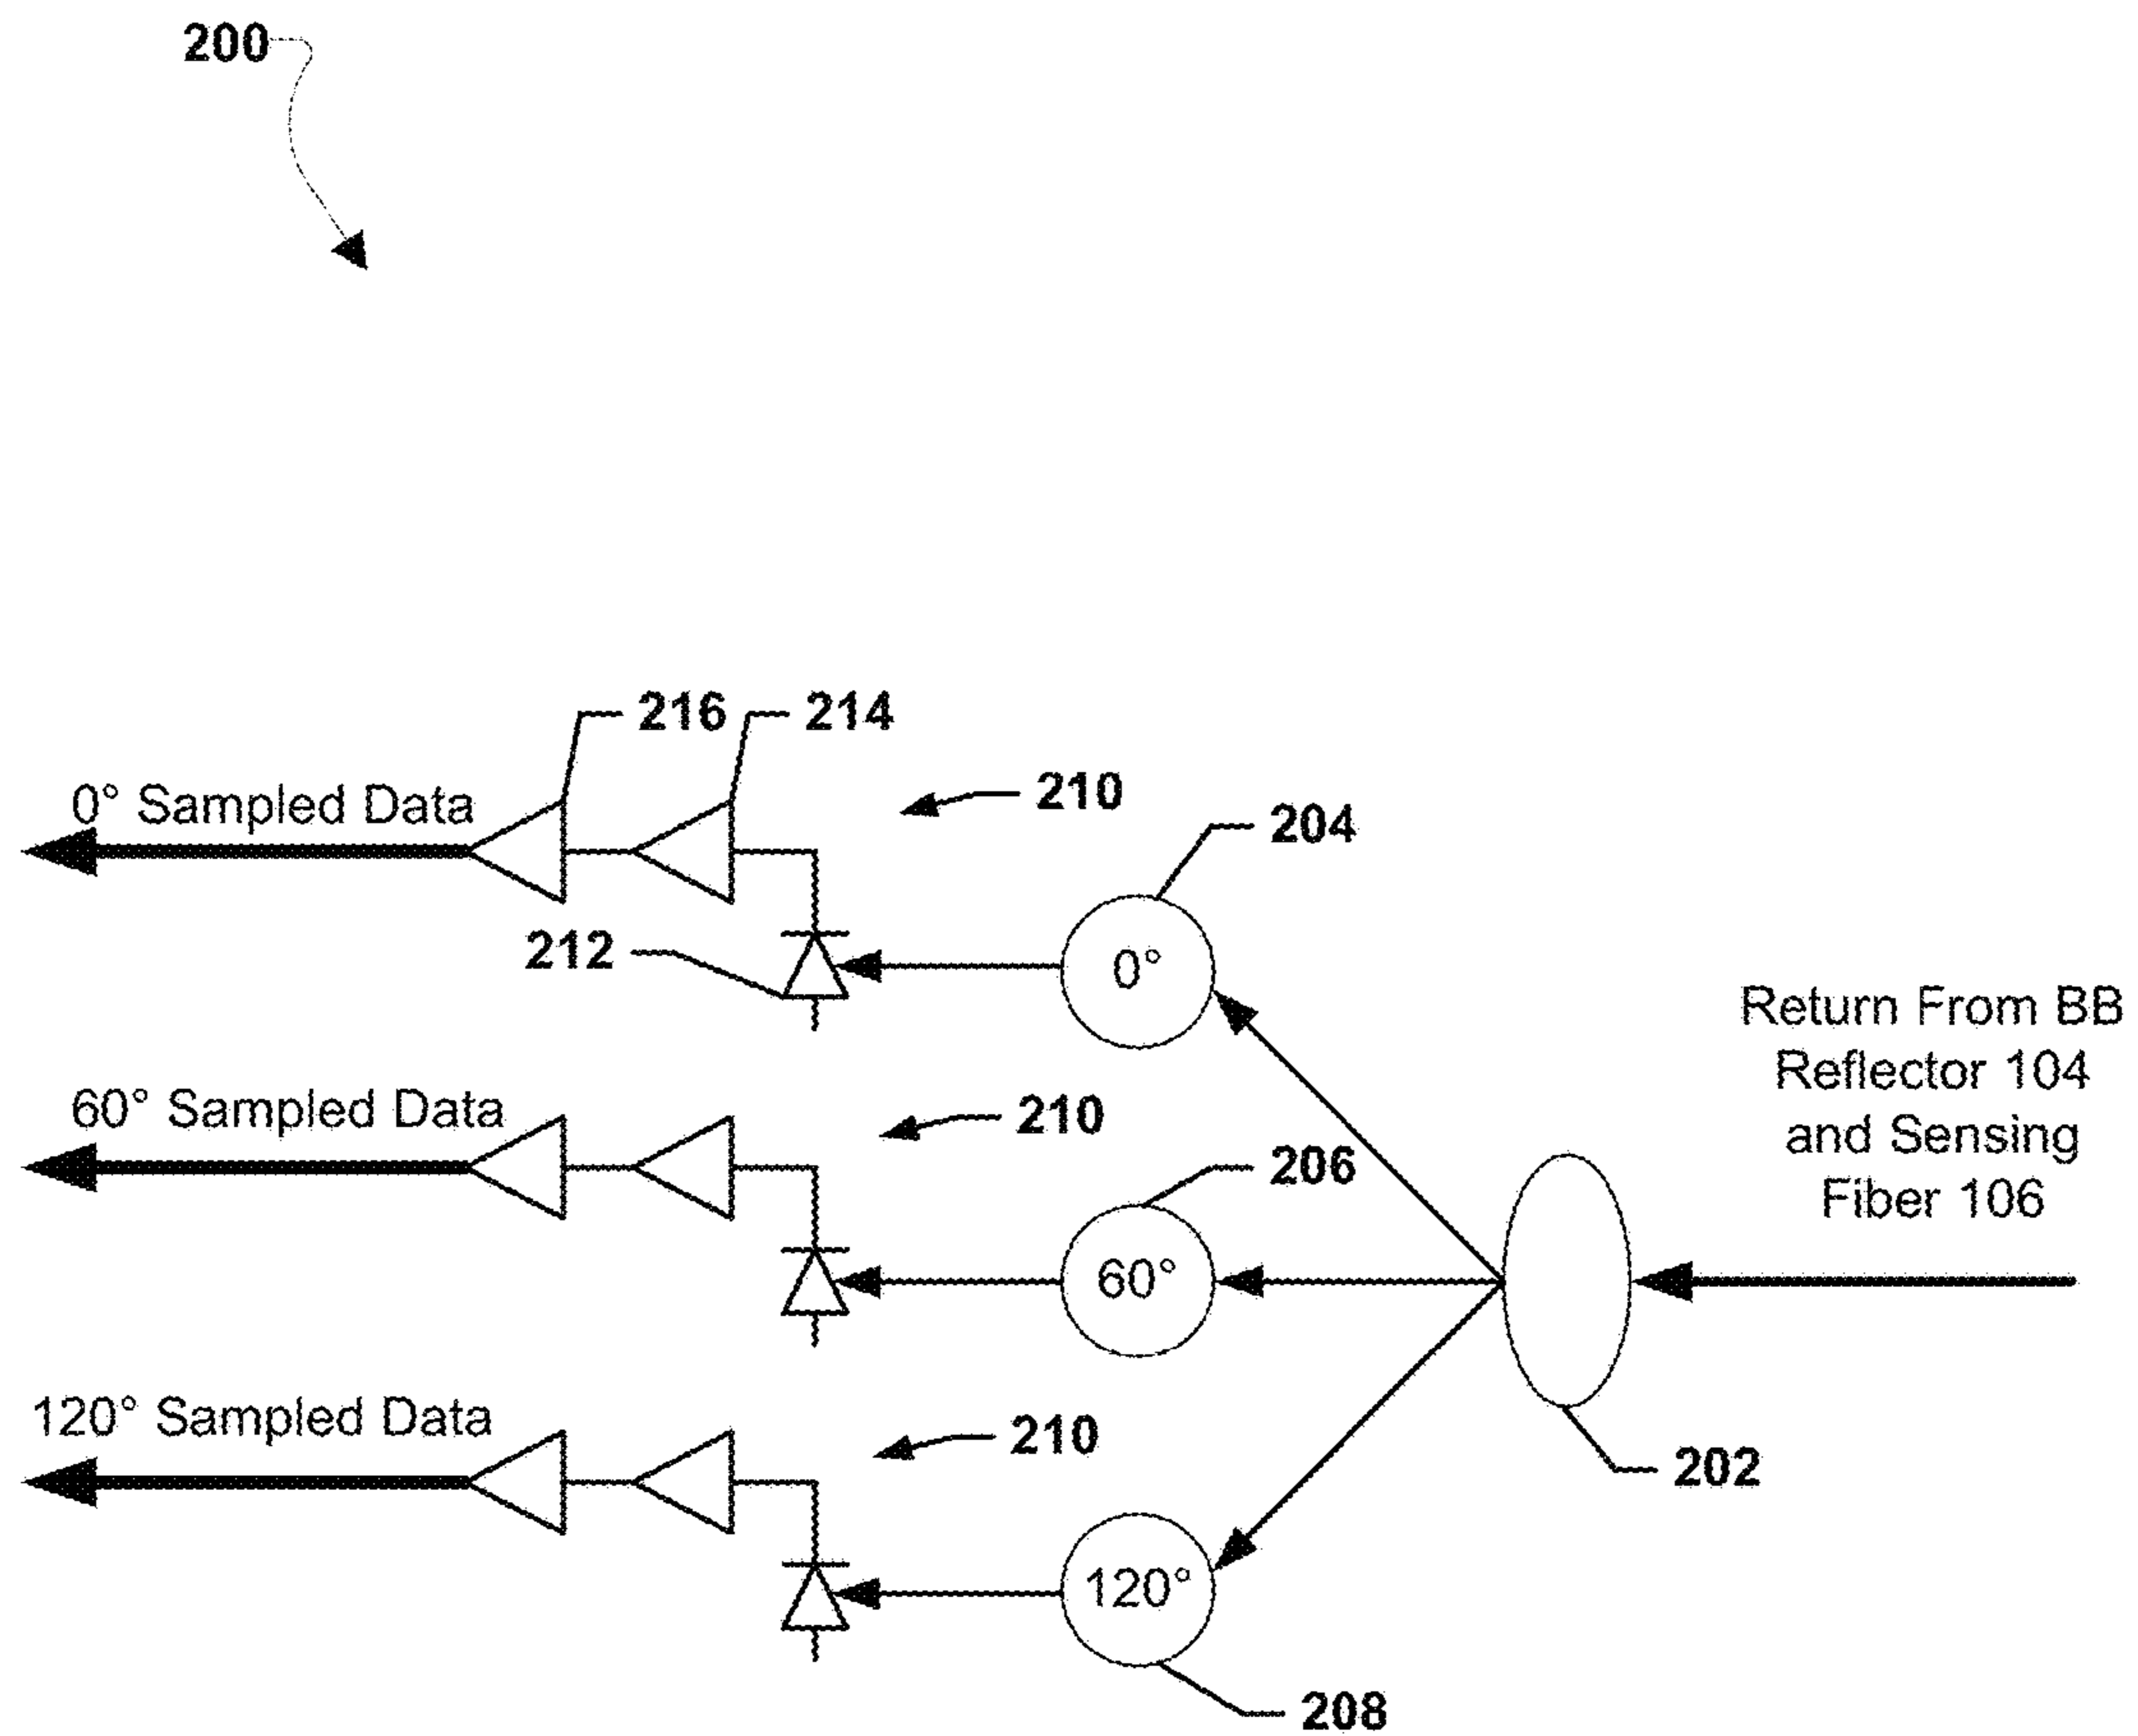 200
216
214
0° Sampled Data
210
204
212
0°
Return From BB
Reflector 104
and Sensing
Fiber 106
60° Sampled Data
210
206
60°
120° Sampled Data
210
202
120°
208